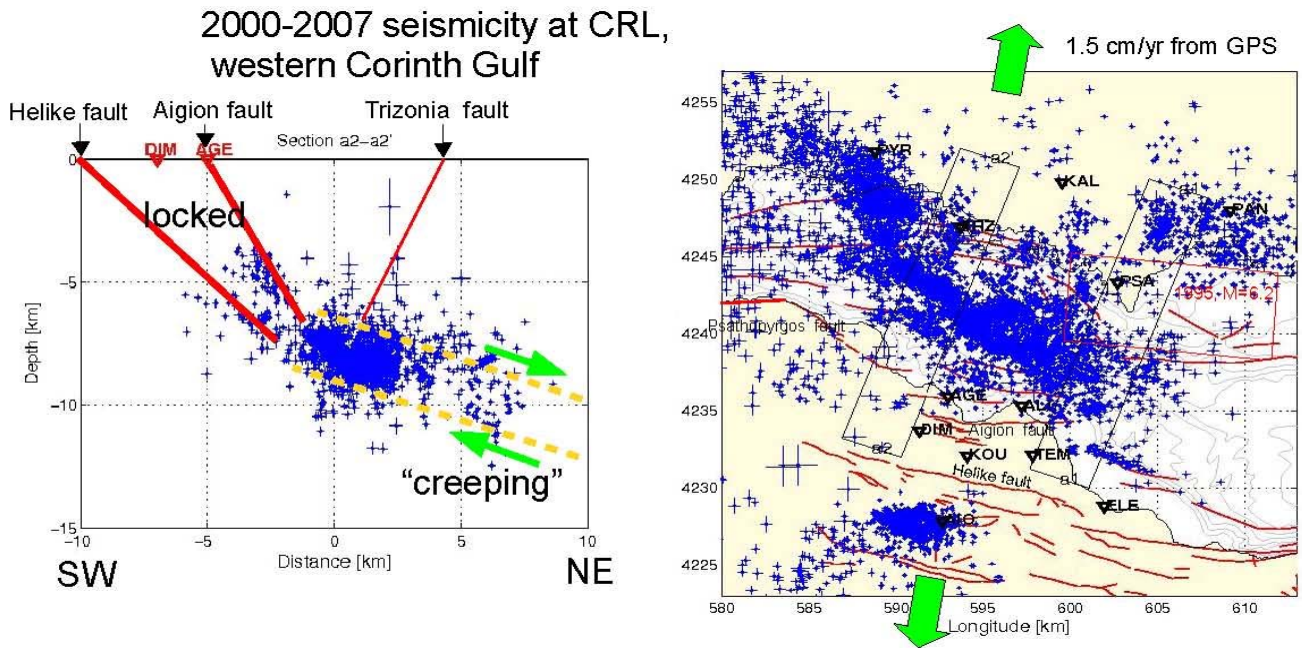 2000-2007 seismicity at CRL,
western Corinth Gulf
Helike fault
Aigion fault
Trizonia fault
DIM
AGE
Section a2-a2'
locked
"creeping"
0
-5
-10
-15
Depth [km]
-10
-5
0
5
10
Distance [km]
SW
NE
1.5 cm/yr from GPS
4255
4250
4245
4240
4235
4230
4225
PYR
a2'
KAL
a1'
PAN
PSA
1995, M=6.2
Psathopyrgos fault
AGE
DIM
Aigion fault
a2
KOU
TEM
Helike fault
a1
ELE
580
585
590
595
600
605
610
Longitude [km]